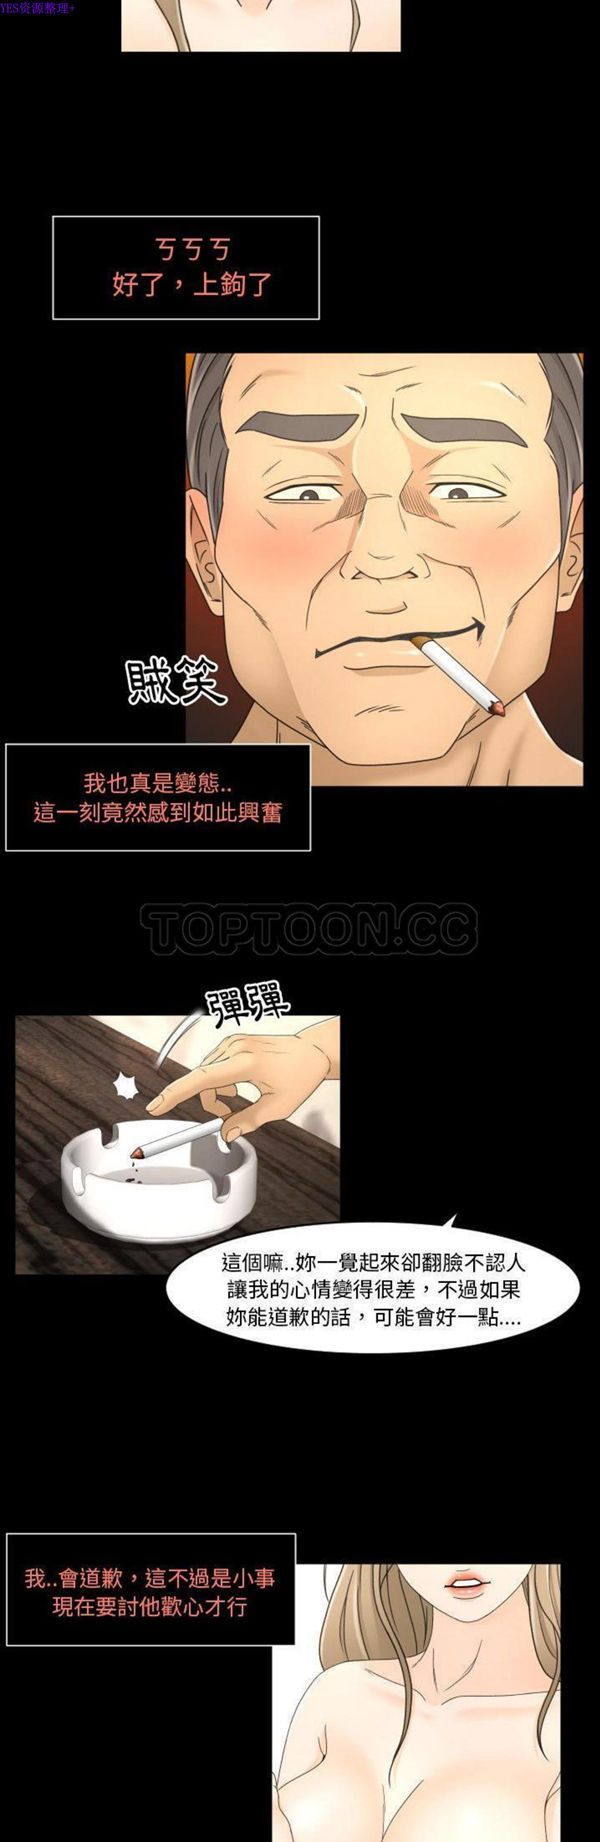 YES资源整理+
ㄎㄎㄎ
好了，上鉤了
賊笑
我也真是變態..
這一刻竟然感到如此興奮
TOPTOON.CC
彈彈
這個嘛..妳一覺起來卻翻臉不認人
讓我的心情變得很差，不過如果
妳能道歉的話，可能會好一點....
我..會道歉，這不過是小事
現在要討他歡心才行